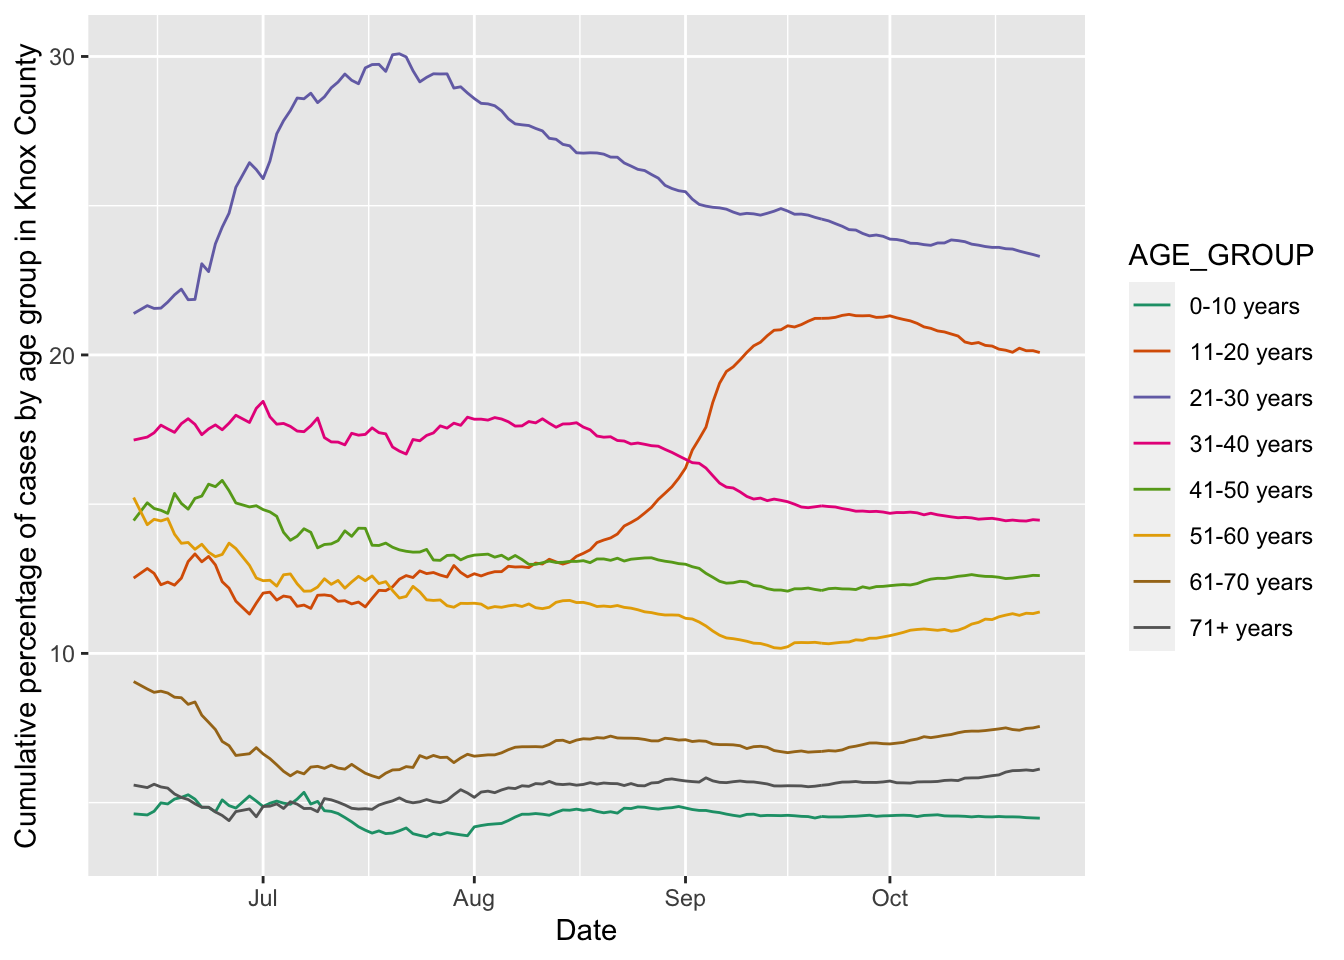 Cumulative percentage of cases by age group in Knox County
30
20
10
Jul
Aug
Sep
Oct
Date
AGE_GROUP
0-10 years
11-20 years
21-30 years
31-40 years
41-50 years
51-60 years
61-70 years
71+ years